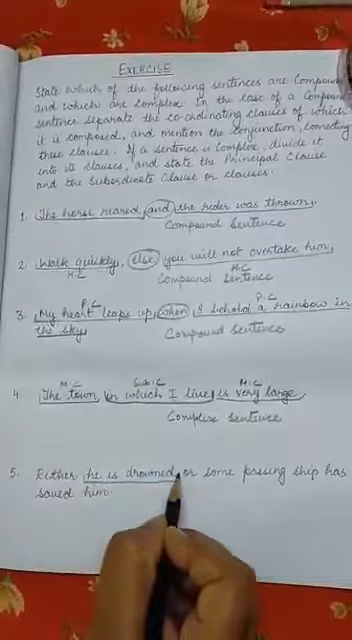 EXERCISE
State which of the following sentences are Compound
and which are complex. In the case of a Compound
sentence separate the co-ordinating clauses of which
it is composed, and mention the conjunction, connecting
these clauses. If a sentence is complex, divide it
into its clauses, and state the Principal Clause
and the Subordinate Clause or clauses.
1. The horse reared, and the rider was thrown.
Compound Sentence
2. Walk quickly, else you will not overtake him.
M.C M.C
Compound Sentence
P.C P.C
3. My heart leaps up when I behold a rainbow in
the sky.
Compound Sentence
M.C Sub.C M.C
4. The town in which I live is very large.
Complex Sentence
5. Either he is drowned or some passing ship has
saved him.